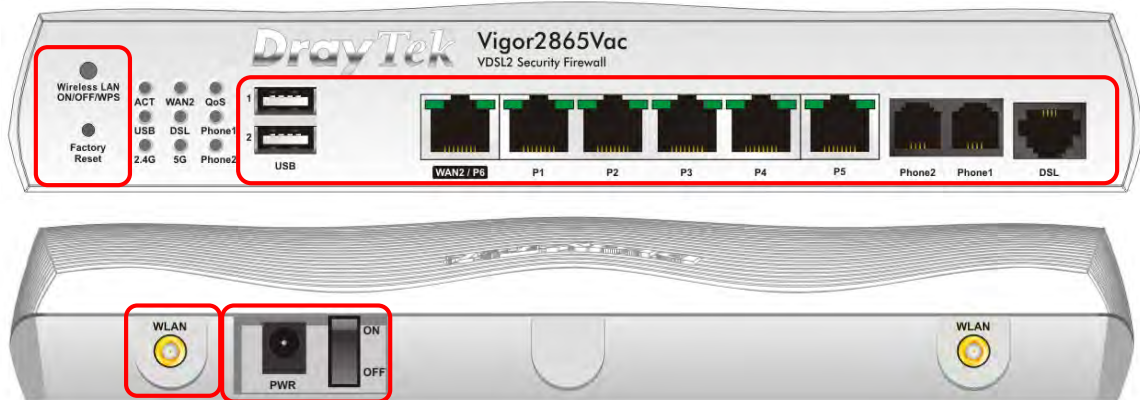 DrayTek Vigor2865Vac
VDSL2 Security Firewall
Wireless LAN
ON/OFF/WPS
Factory
Reset
ACT WAN2 QoS
USB DSL Phone1
2.4G 5G Phone2
1
2
USB
WAN2 / P6 P1 P2 P3 P4 P5 Phone2 Phone1 DSL
WLAN
PWR
ON
OFF
WLAN